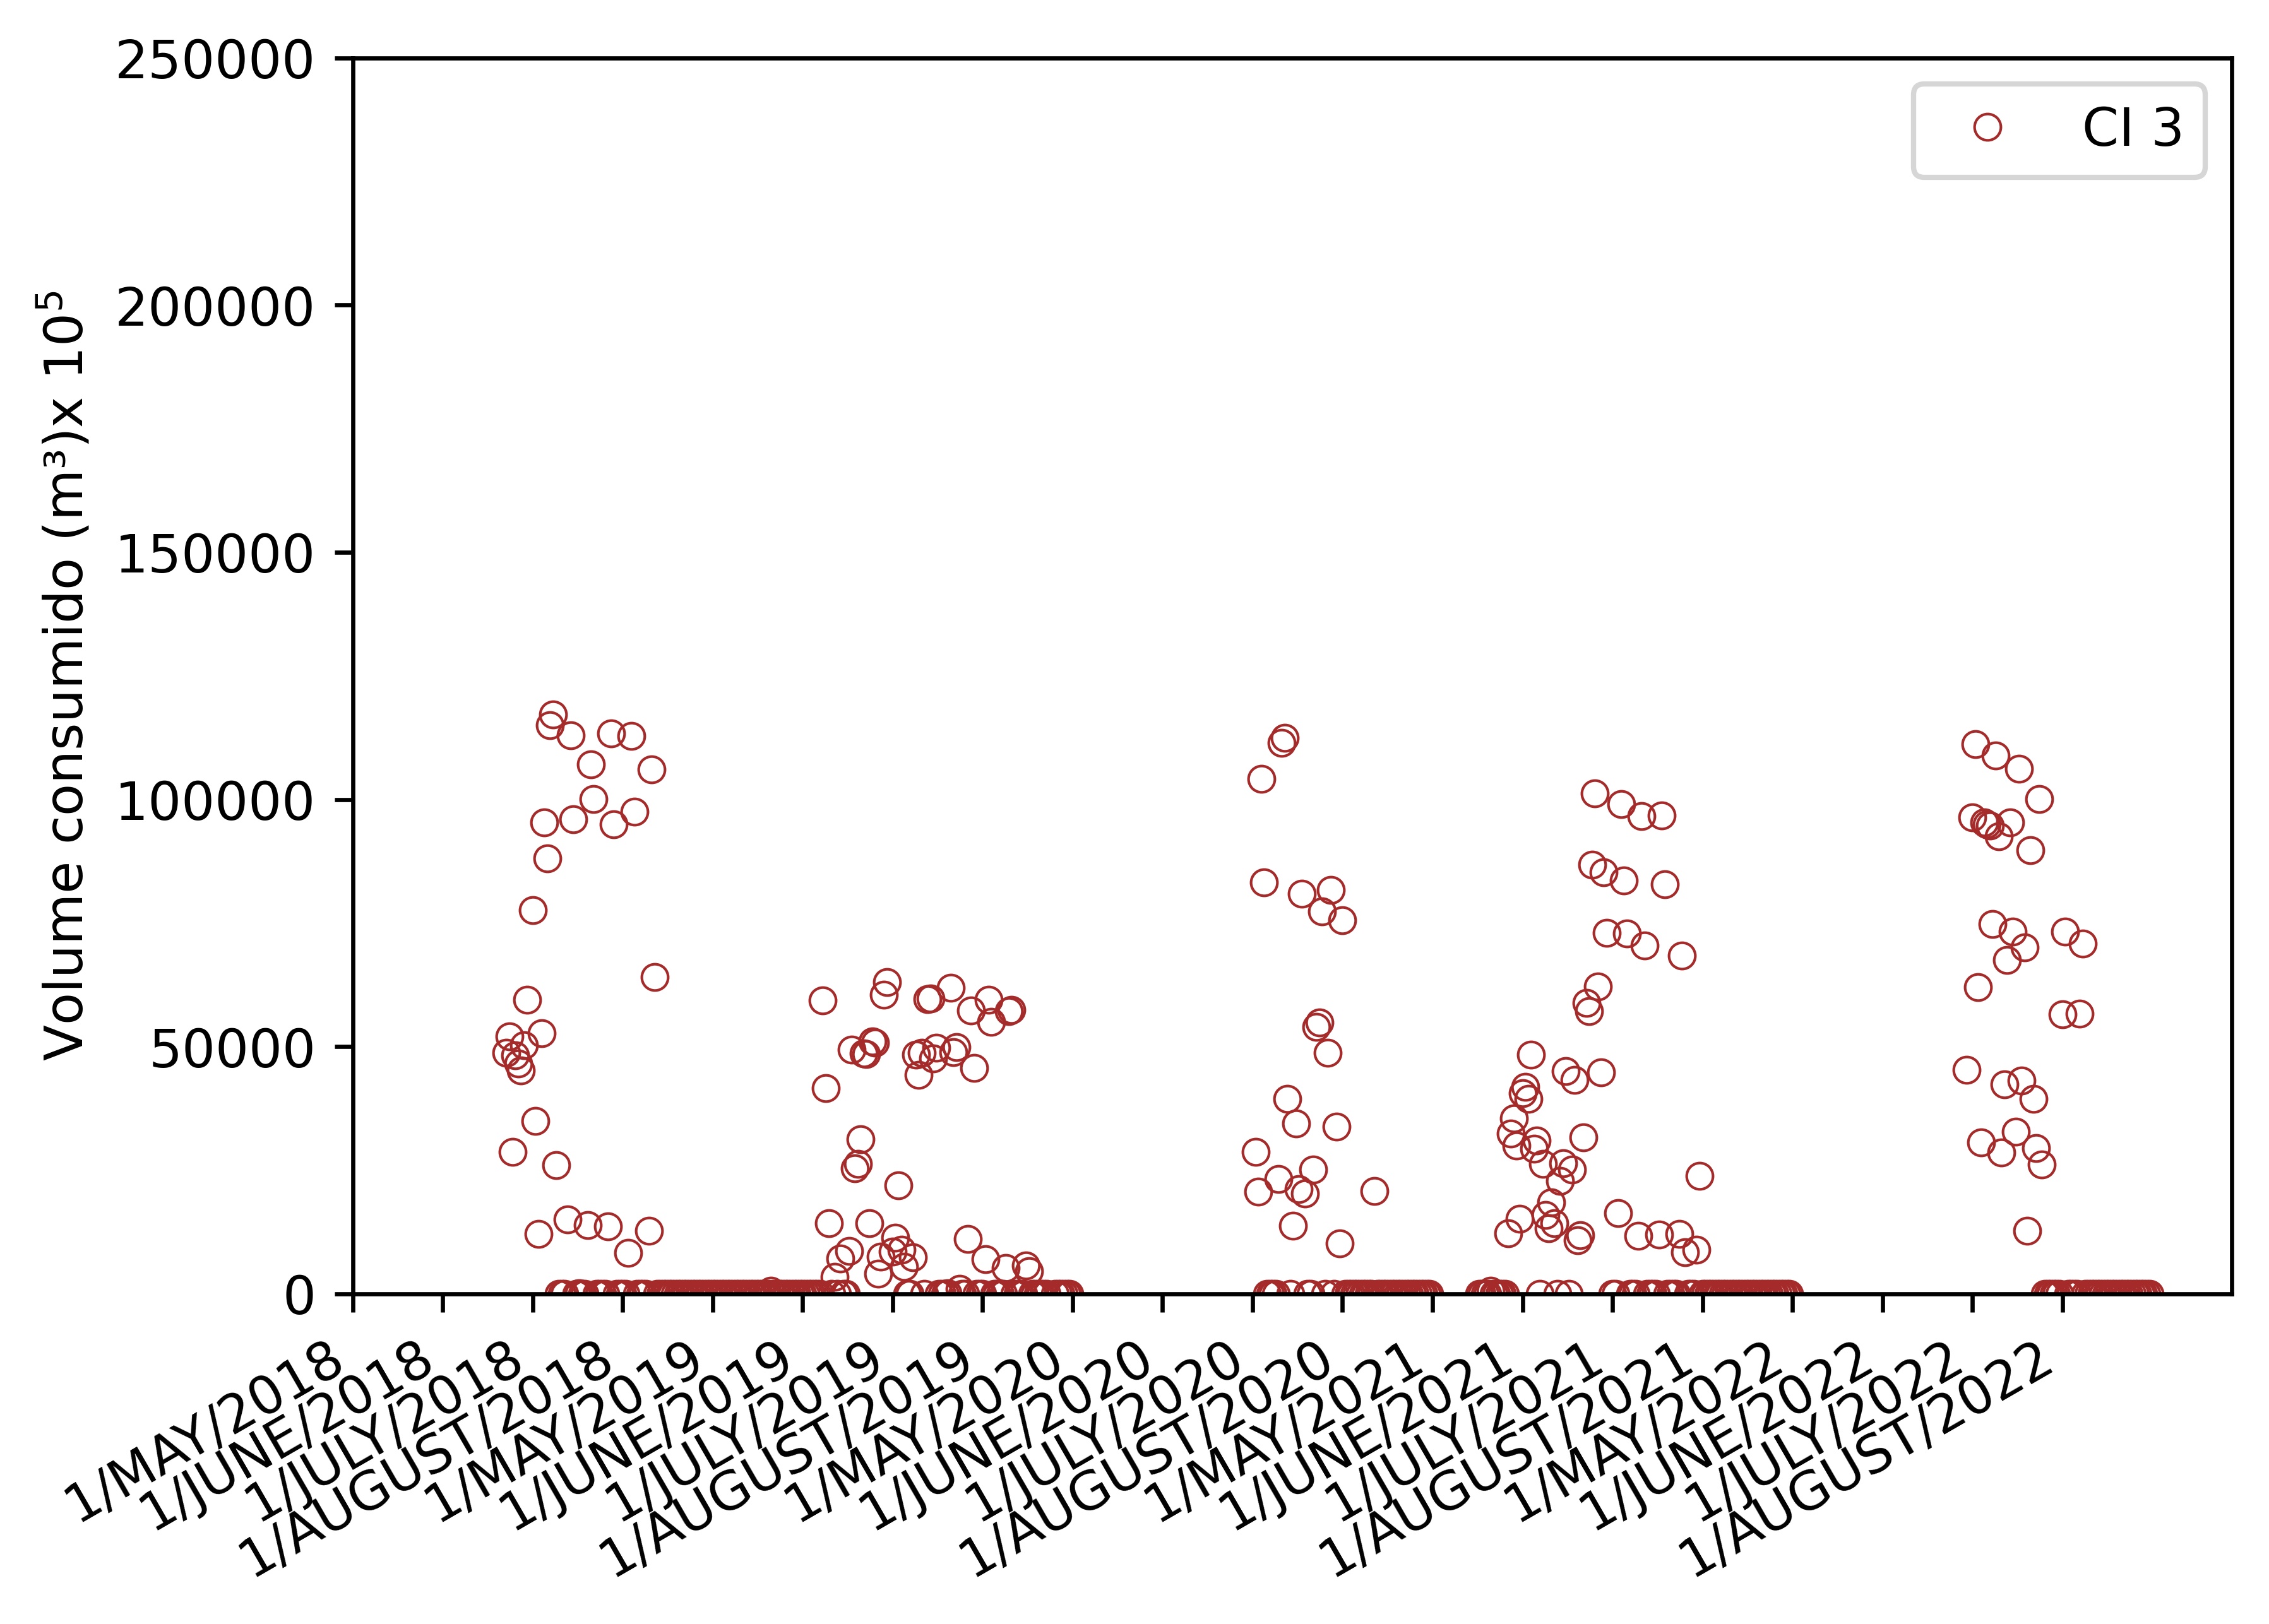 250000
200000
150000
100000
50000
0
Volume consumido (m³)x 10⁵
CI 3
1/MAY/2018
1/JUNE/2018
1/JULY/2018
1/AUGUST/2018
1/MAY/2019
1/JUNE/2019
1/JULY/2019
1/AUGUST/2019
1/MAY/2020
1/JUNE/2020
1/JULY/2020
1/AUGUST/2020
1/MAY/2021
1/JUNE/2021
1/JULY/2021
1/AUGUST/2021
1/MAY/2022
1/JUNE/2022
1/JULY/2022
1/AUGUST/2022